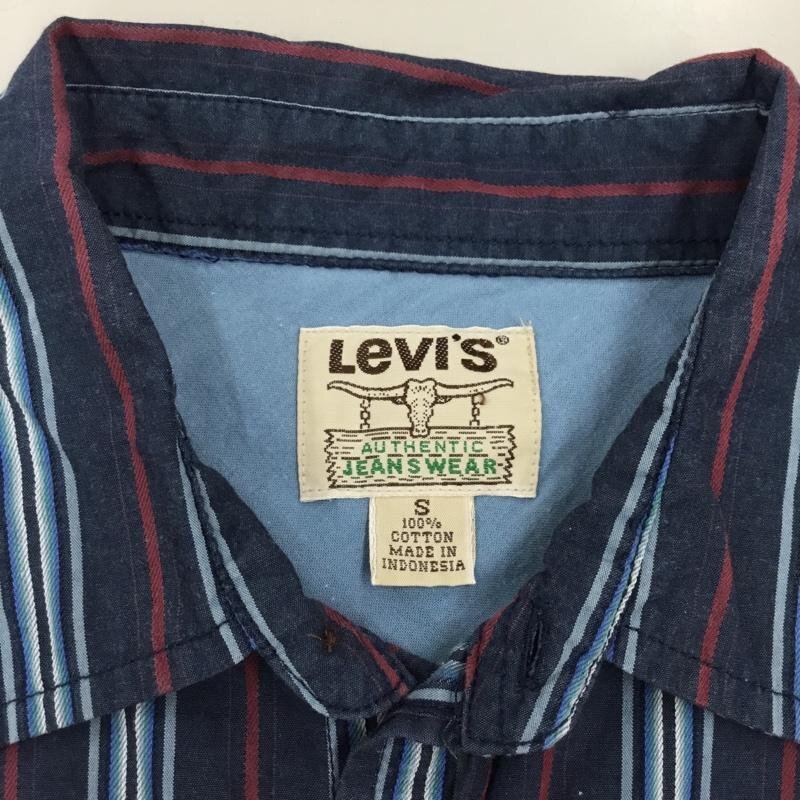 Levi's®
AUTHENTIC
JEANSWEAR
S
100%
COTTON
MADE IN
INDONESIA